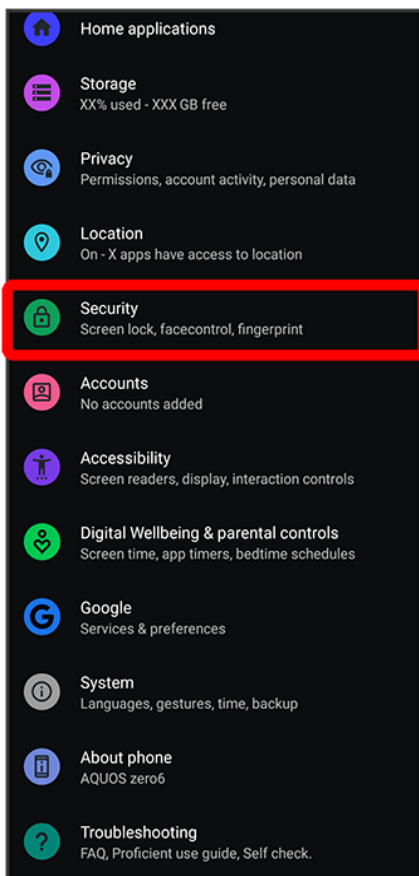 Home applications
Storage
XX% used - XXX GB free
Privacy
Permissions, account activity, personal data
Location
On - X apps have access to location
Security
Screen lock, facecontrol, fingerprint
Accounts
No accounts added
Accessibility
Screen readers, display, interaction controls
Digital Wellbeing & parental controls
Screen time, app timers, bedtime schedules
Google
Services & preferences
System
Languages, gestures, time, backup
About phone
AQUOS zero6
Troubleshooting
FAQ, Proficient use guide, Self check.